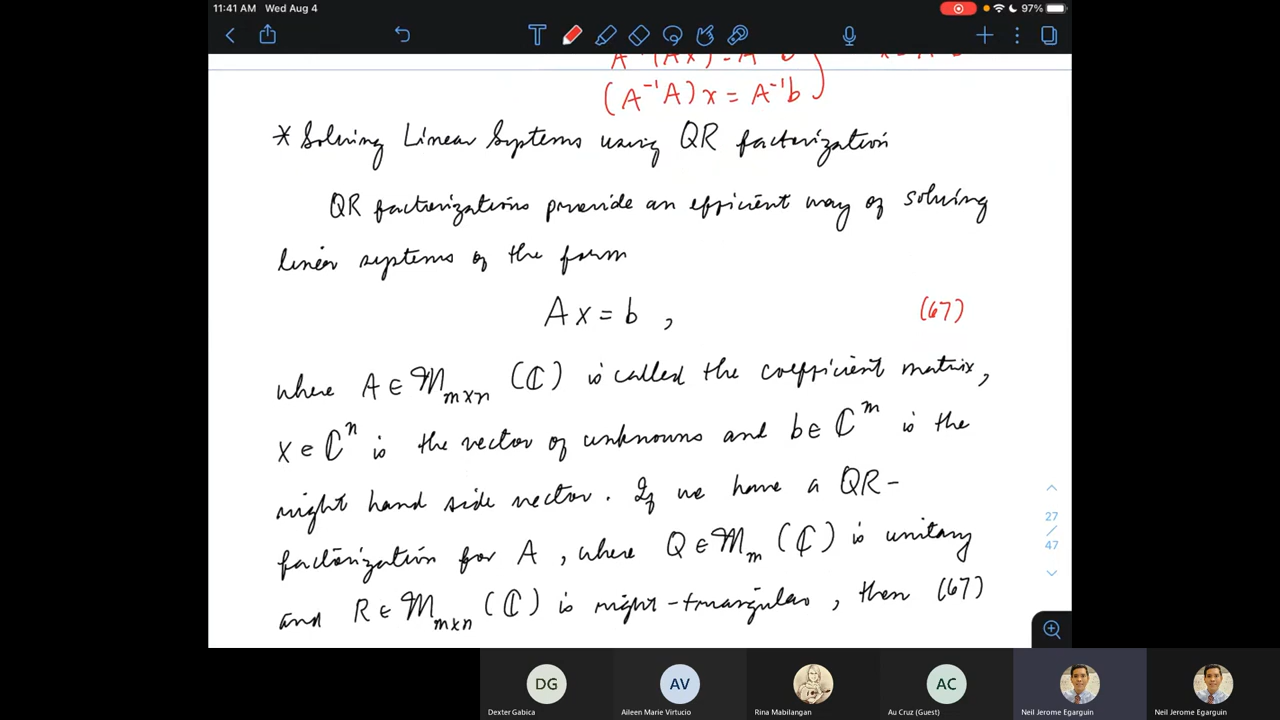 11:41 AM Wed Aug 4
97%
(A⁻¹A)x = A⁻¹b
* Solving Linear Systems using QR factorization
QR factorizations provide an efficient way of solving
linear systems of the form
Ax = b , (67)
where A ∈ M_{m×n} (ℂ) is called the coefficient matrix,
x ∈ ℂⁿ is the vector of unknowns and b ∈ ℂᵐ is the
right hand side vector. If we have a QR-
factorization for A , where Q ∈ M_m (ℂ) is unitary
and R ∈ M_{m×n} (ℂ) is right-triangular , then (67)
27
/
47
DG
AV
AC
Dexter Gabica
Aileen Marie Virtucio
Rina Mabilangan
Au Cruz (Guest)
Neil Jerome Egarguin
Neil Jerome Egarguin